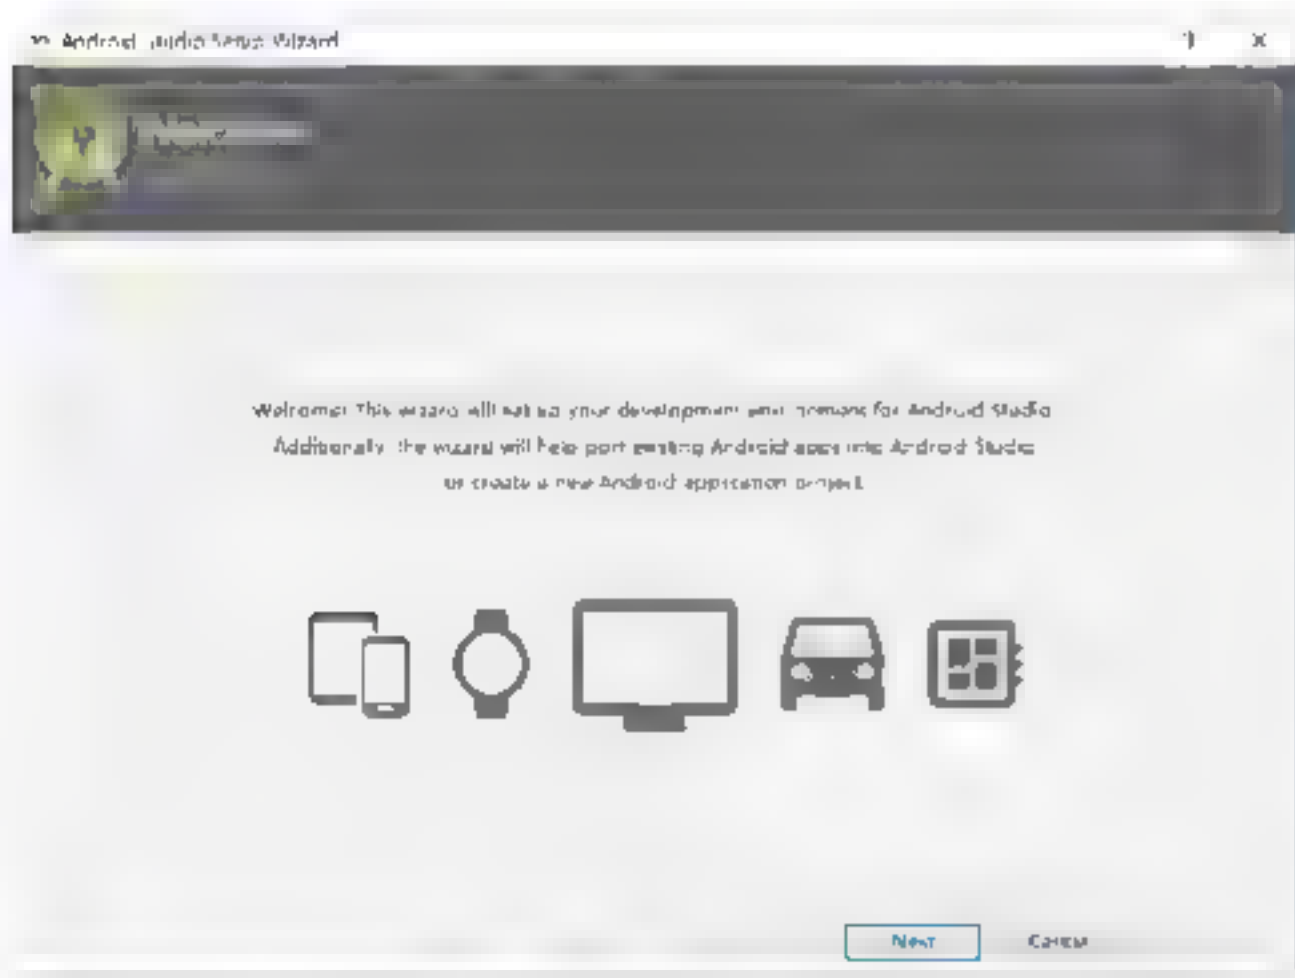 Android Studio Setup Wizard
Welcome! This wizard will set up your development environment for Android Studio.
Additionally, the wizard will help port existing Android apps into Android Studio
or create a new Android application project.
Next
Cancel